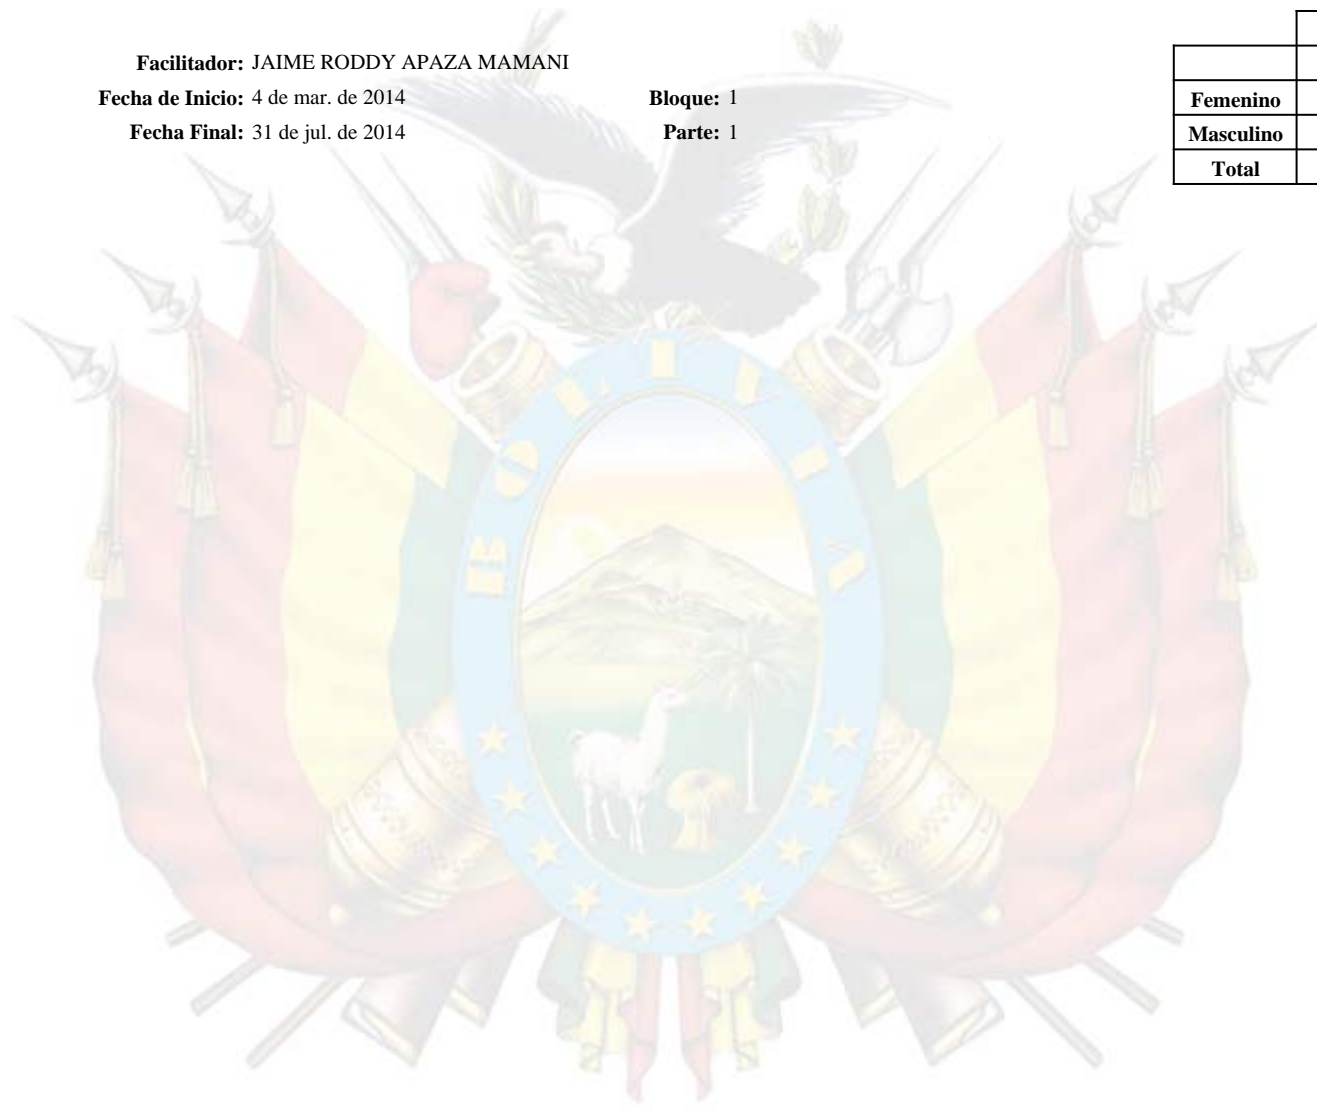 Facilitador: JAIME RODDY APAZA MAMANI
Fecha de Inicio: 4 de mar. de 2014 Bloque: 1
Fecha Final: 31 de jul. de 2014 Parte: 1
Femenino
Masculino
Total
BOLIVIA